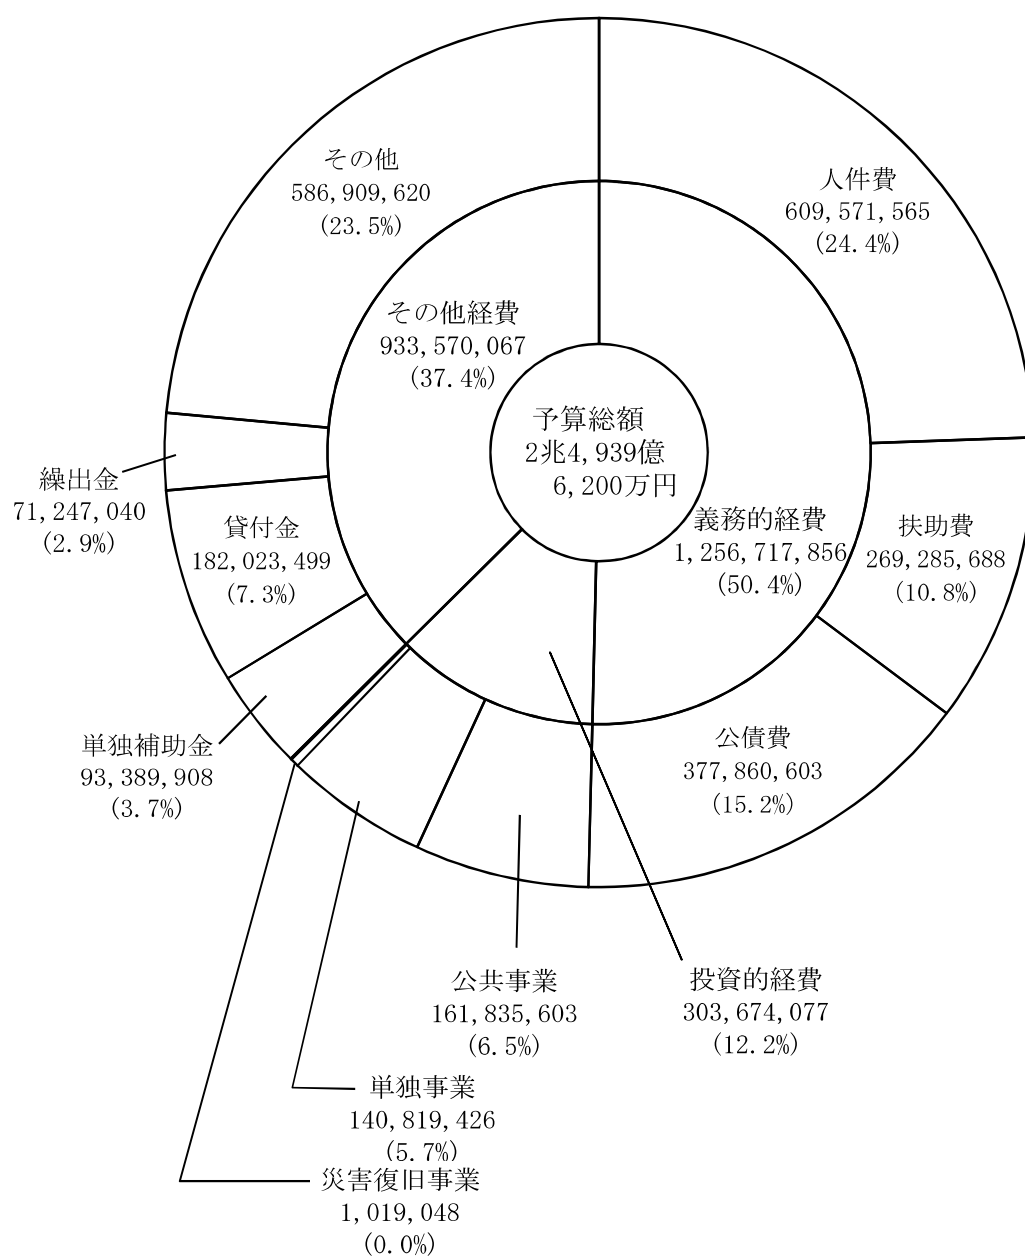 その他
586,909,620
(23.5%)
人件費
609,571,565
(24.4%)
その他経費
933,570,067
(37.4%)
予算総額
2兆4,939億
6,200万円
繰出金
71,247,040
(2.9%)
貸付金
182,023,499
(7.3%)
義務的経費
1,256,717,856
(50.4%)
扶助費
269,285,688
(10.8%)
単独補助金
93,389,908
(3.7%)
公債費
377,860,603
(15.2%)
公共事業
161,835,603
(6.5%)
投資的経費
303,674,077
(12.2%)
単独事業
140,819,426
(5.7%)
災害復旧事業
1,019,048
(0.0%)